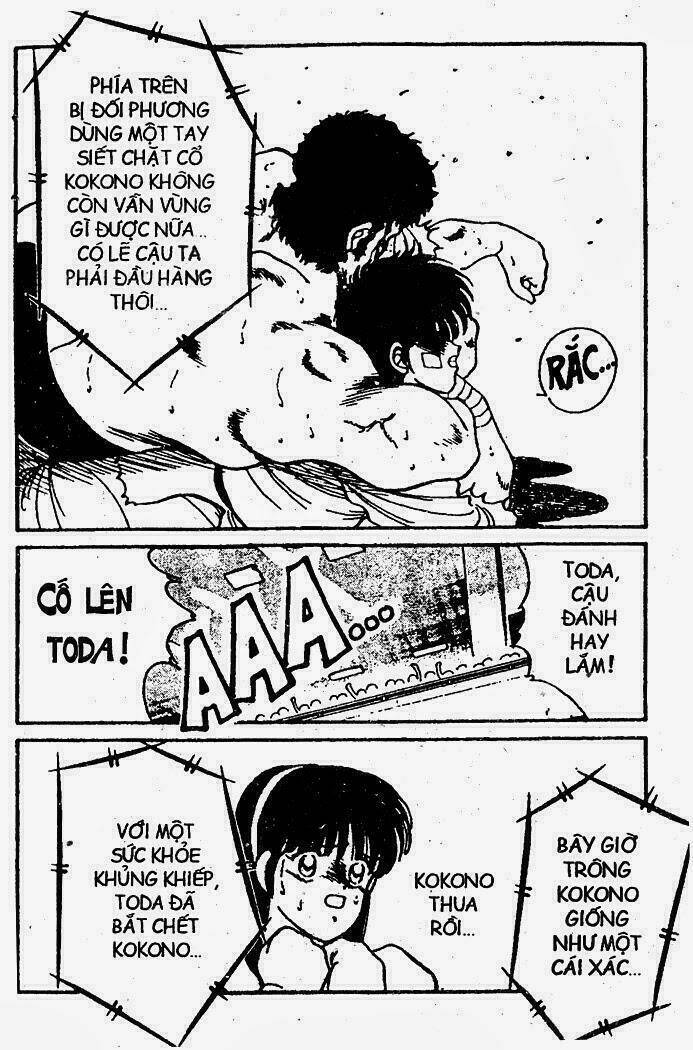 PHÍA TRÊN
BỊ ĐỐI PHƯƠNG
DÙNG MỘT TAY
SIẾT CHẶT CỔ
KOKONO KHÔNG
CÒN VẪN VÙNG
GÌ ĐƯỢC NỮA..
CÓ LẼ CẬU TA
PHẢI ĐẦU HÀNG
THÔI...
RẮC...
CỐ LÊN
TODA!
AAA...
TODA,
CẬU
ĐÁNH
HAY
LẮM!
VỚI MỘT
SỨC KHỎE
KHỦNG KHIẾP,
TODA ĐÃ
BẮT CHẾT
KOKONO...
KOKONO
THUA
RỒI...
BÂY GIỜ
TRÔNG
KOKONO
GIỐNG
NHƯ MỘT
CÁI XÁC...